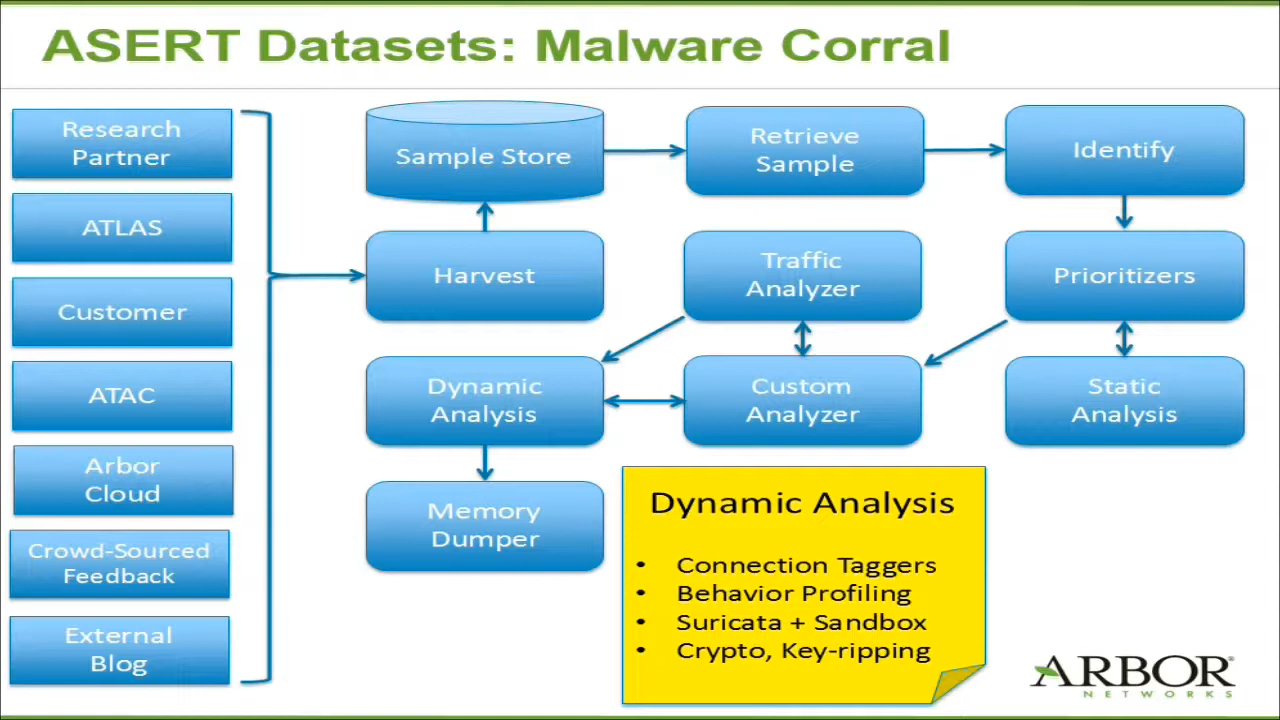 ASERT Datasets: Malware Corral
Research
Partner
ATLAS
Customer
ATAC
Arbor
Cloud
Crowd-Sourced
Feedback
External
Blog
Sample Store
Retrieve
Sample
Identify
Harvest
Traffic
Analyzer
Prioritizers
Dynamic
Analysis
Custom
Analyzer
Static
Analysis
Memory
Dumper
Dynamic Analysis
• Connection Taggers
• Behavior Profiling
• Suricata + Sandbox
• Crypto, Key-ripping
ARBOR®
NETWORKS